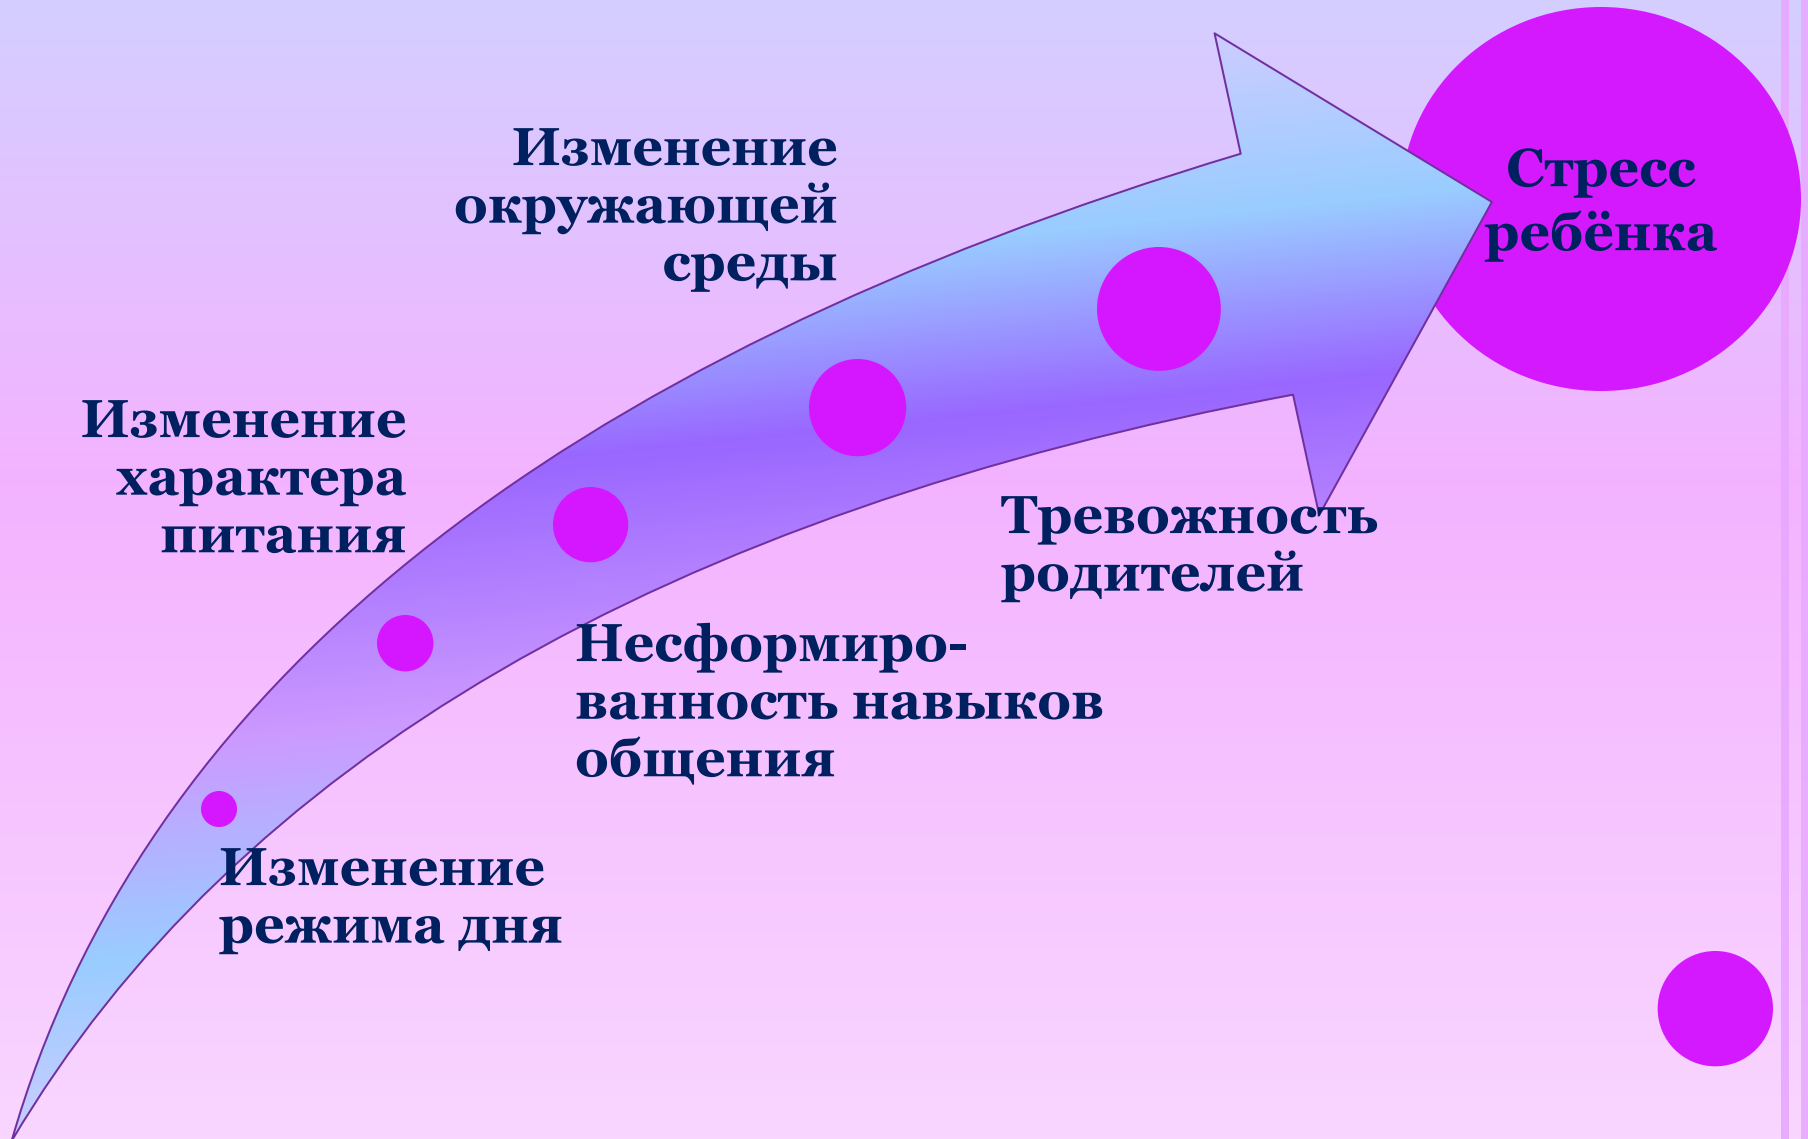 Изменение
окружающей
среды
Стресс
ребёнка
Изменение
характера
питания
Тревожность
родителей
Несформиро-
ванность навыков
общения
Изменение
режима дня